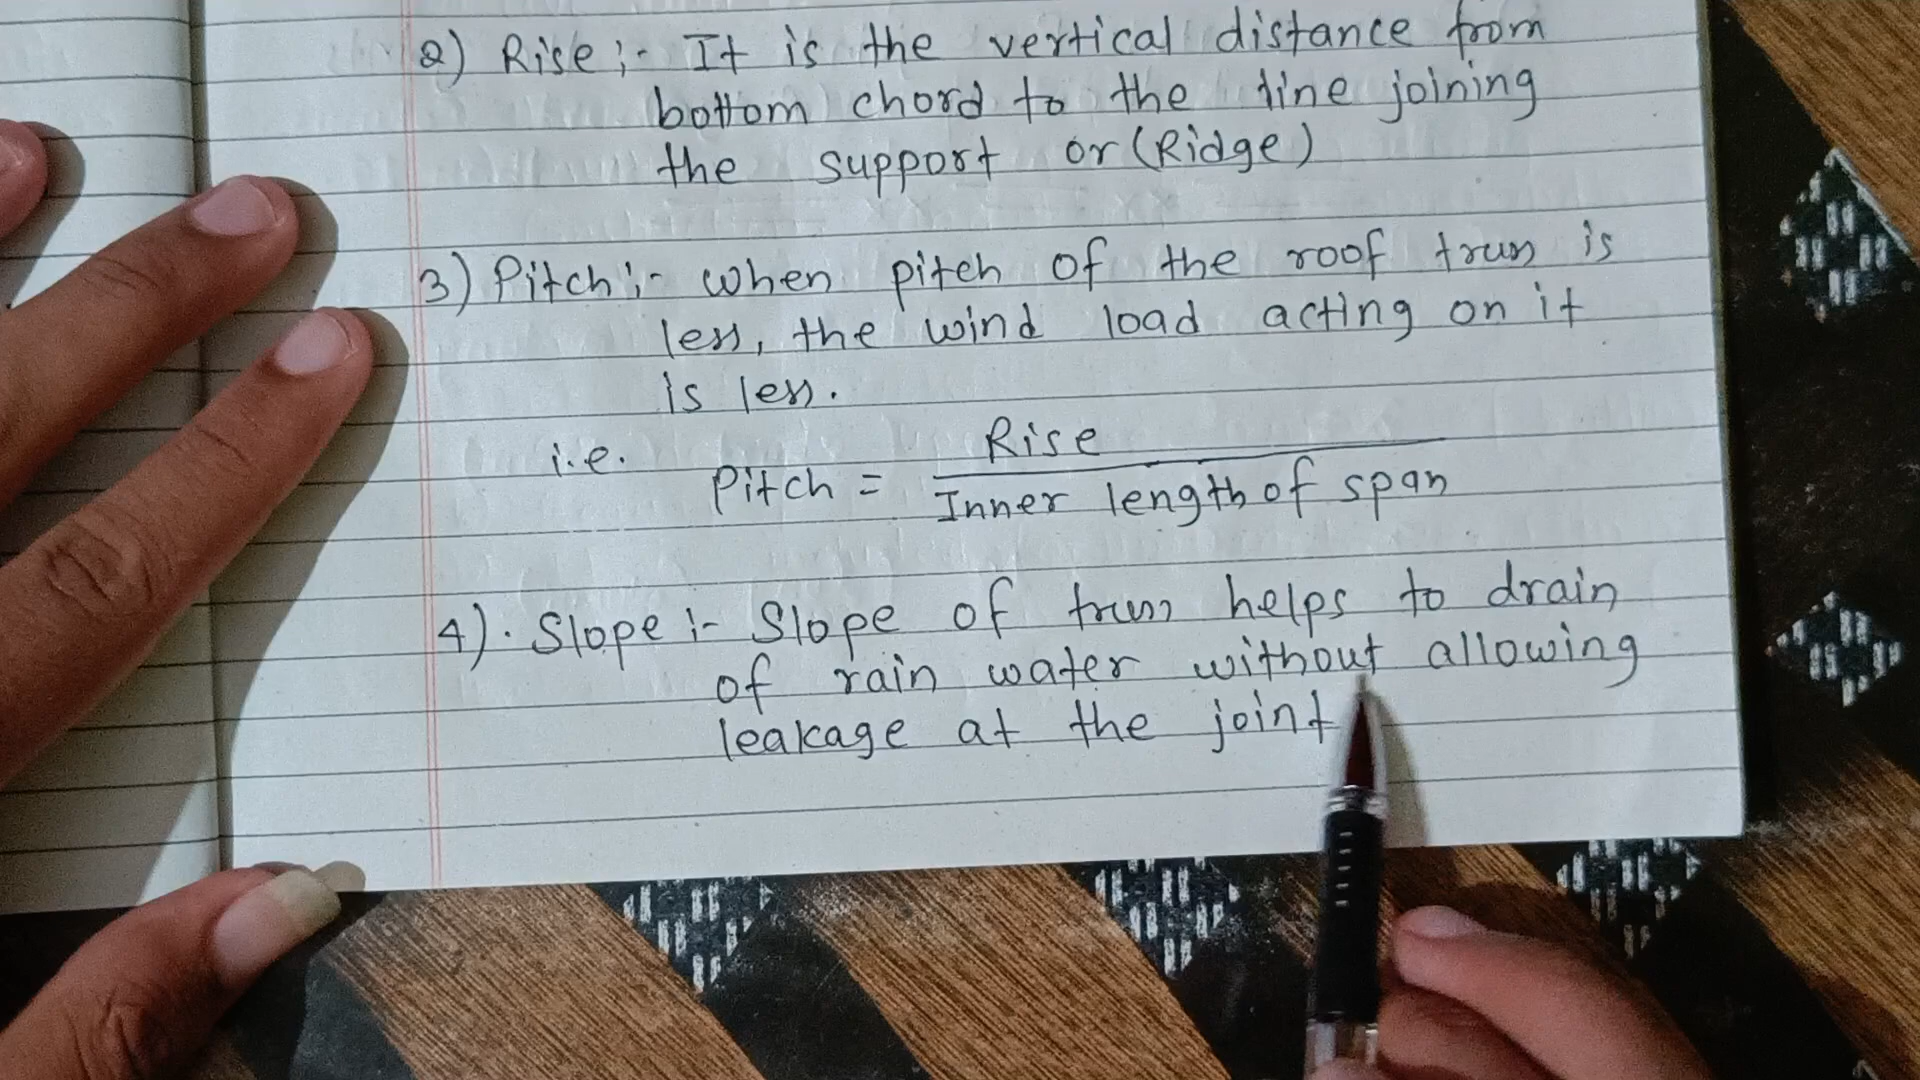 2) Rise :- It is the vertical distance from
bottom chord to the line joining
the support or (Ridge)
3) Pitch :- when pitch of the roof truss is
less, the wind load acting on it
is less.
i.e. Pitch = Rise
Inner length of span
4). Slope :- Slope of truss helps to drain
of rain water without allowing
leakage at the joint